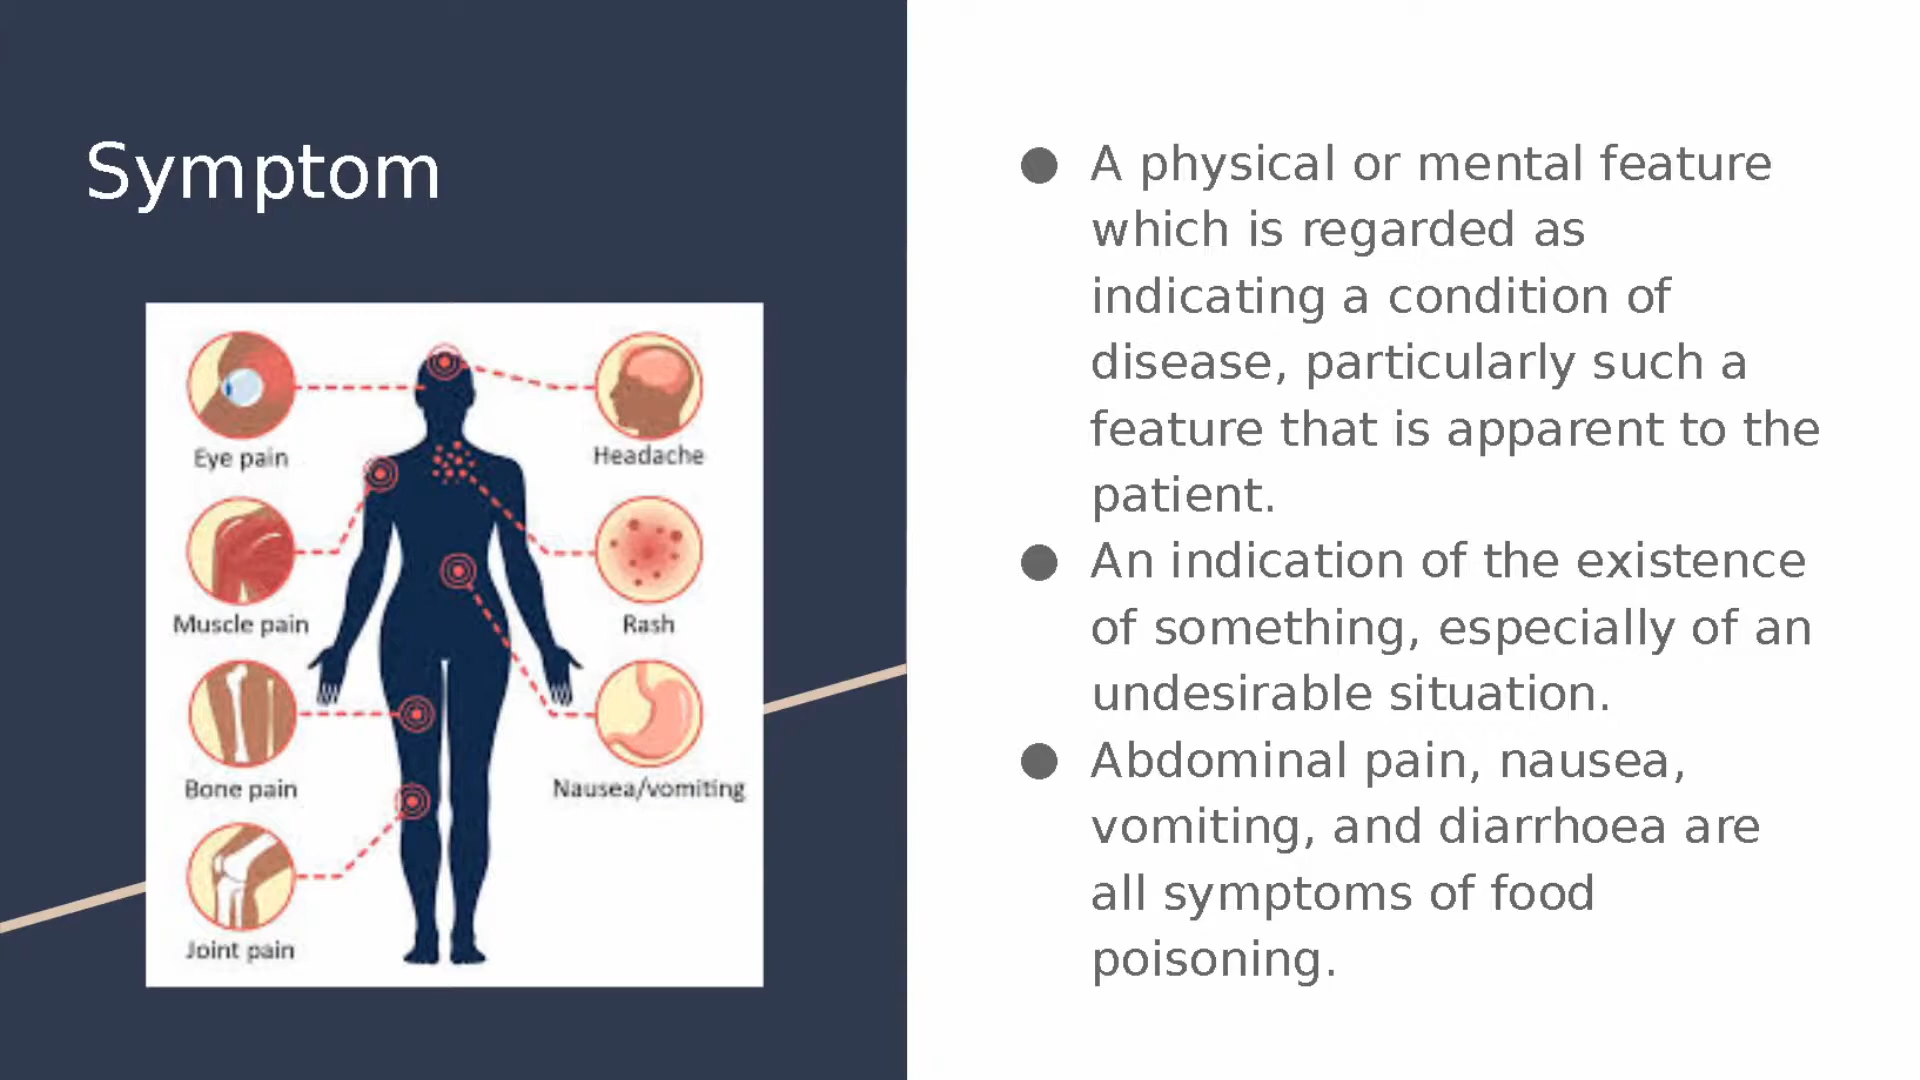 Symptom
Eye pain
Headache
Muscle pain
Rash
Bone pain
Nausea/vomiting
Joint pain
● A physical or mental feature
which is regarded as
indicating a condition of
disease, particularly such a
feature that is apparent to the
patient.
● An indication of the existence
of something, especially of an
undesirable situation.
● Abdominal pain, nausea,
vomiting, and diarrhoea are
all symptoms of food
poisoning.